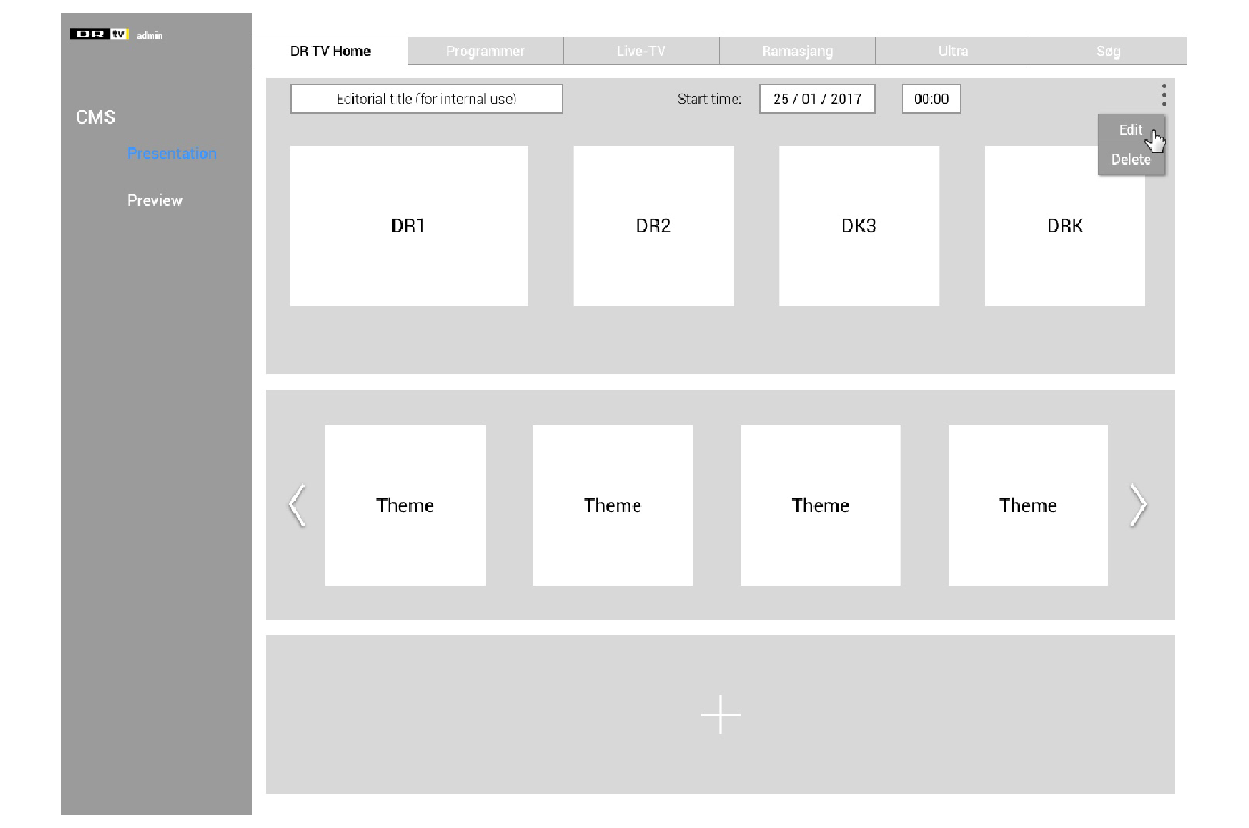 DR tv admin
DR TV Home Programmer Live-TV Ramasjang Ultra Søg
Editorial title (for internal use) Start time: 25 / 01 / 2017 00:00
CMS
Edit
Presentation
Delete
Preview
DR1 DR2 DK3 DRK
Theme Theme Theme Theme